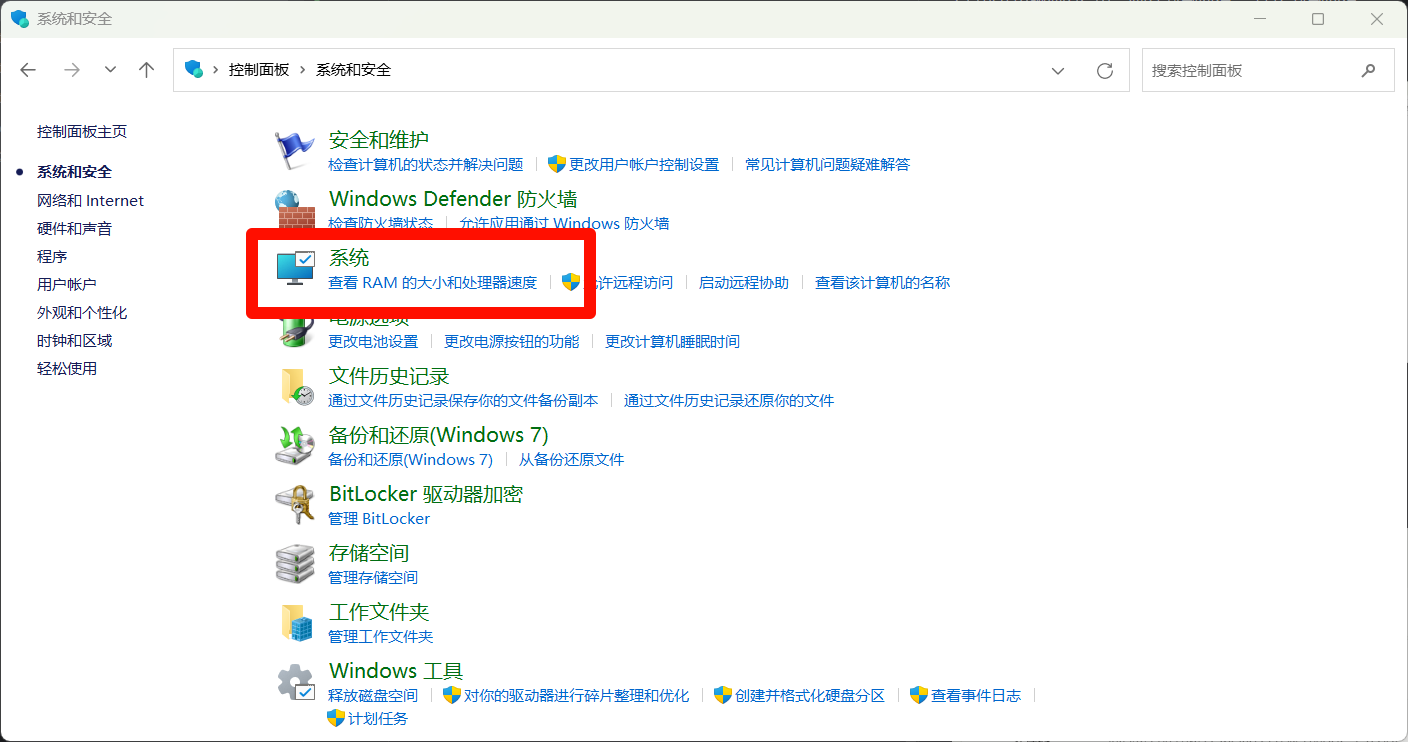 系统和安全
控制面板 系统和安全
搜索控制面板
控制面板主页
系统和安全
网络和 Internet
硬件和声音
程序
用户帐户
外观和个性化
时钟和区域
轻松使用
安全和维护
检查计算机的状态并解决问题 更改用户帐户控制设置 常见计算机问题疑难解答
Windows Defender 防火墙
检查防火墙状态 允许应用通过 Windows 防火墙
系统
查看 RAM 的大小和处理器速度 允许远程访问 启动远程协助 查看该计算机的名称
电源选项
更改电池设置 更改电源按钮的功能 更改计算机睡眠时间
文件历史记录
通过文件历史记录保存你的文件备份副本 通过文件历史记录还原你的文件
备份和还原(Windows 7)
备份和还原(Windows 7) 从备份还原文件
BitLocker 驱动器加密
管理 BitLocker
存储空间
管理存储空间
工作文件夹
管理工作文件夹
Windows 工具
释放磁盘空间 对你的驱动器进行碎片整理和优化 创建并格式化硬盘分区 查看事件日志
计划任务